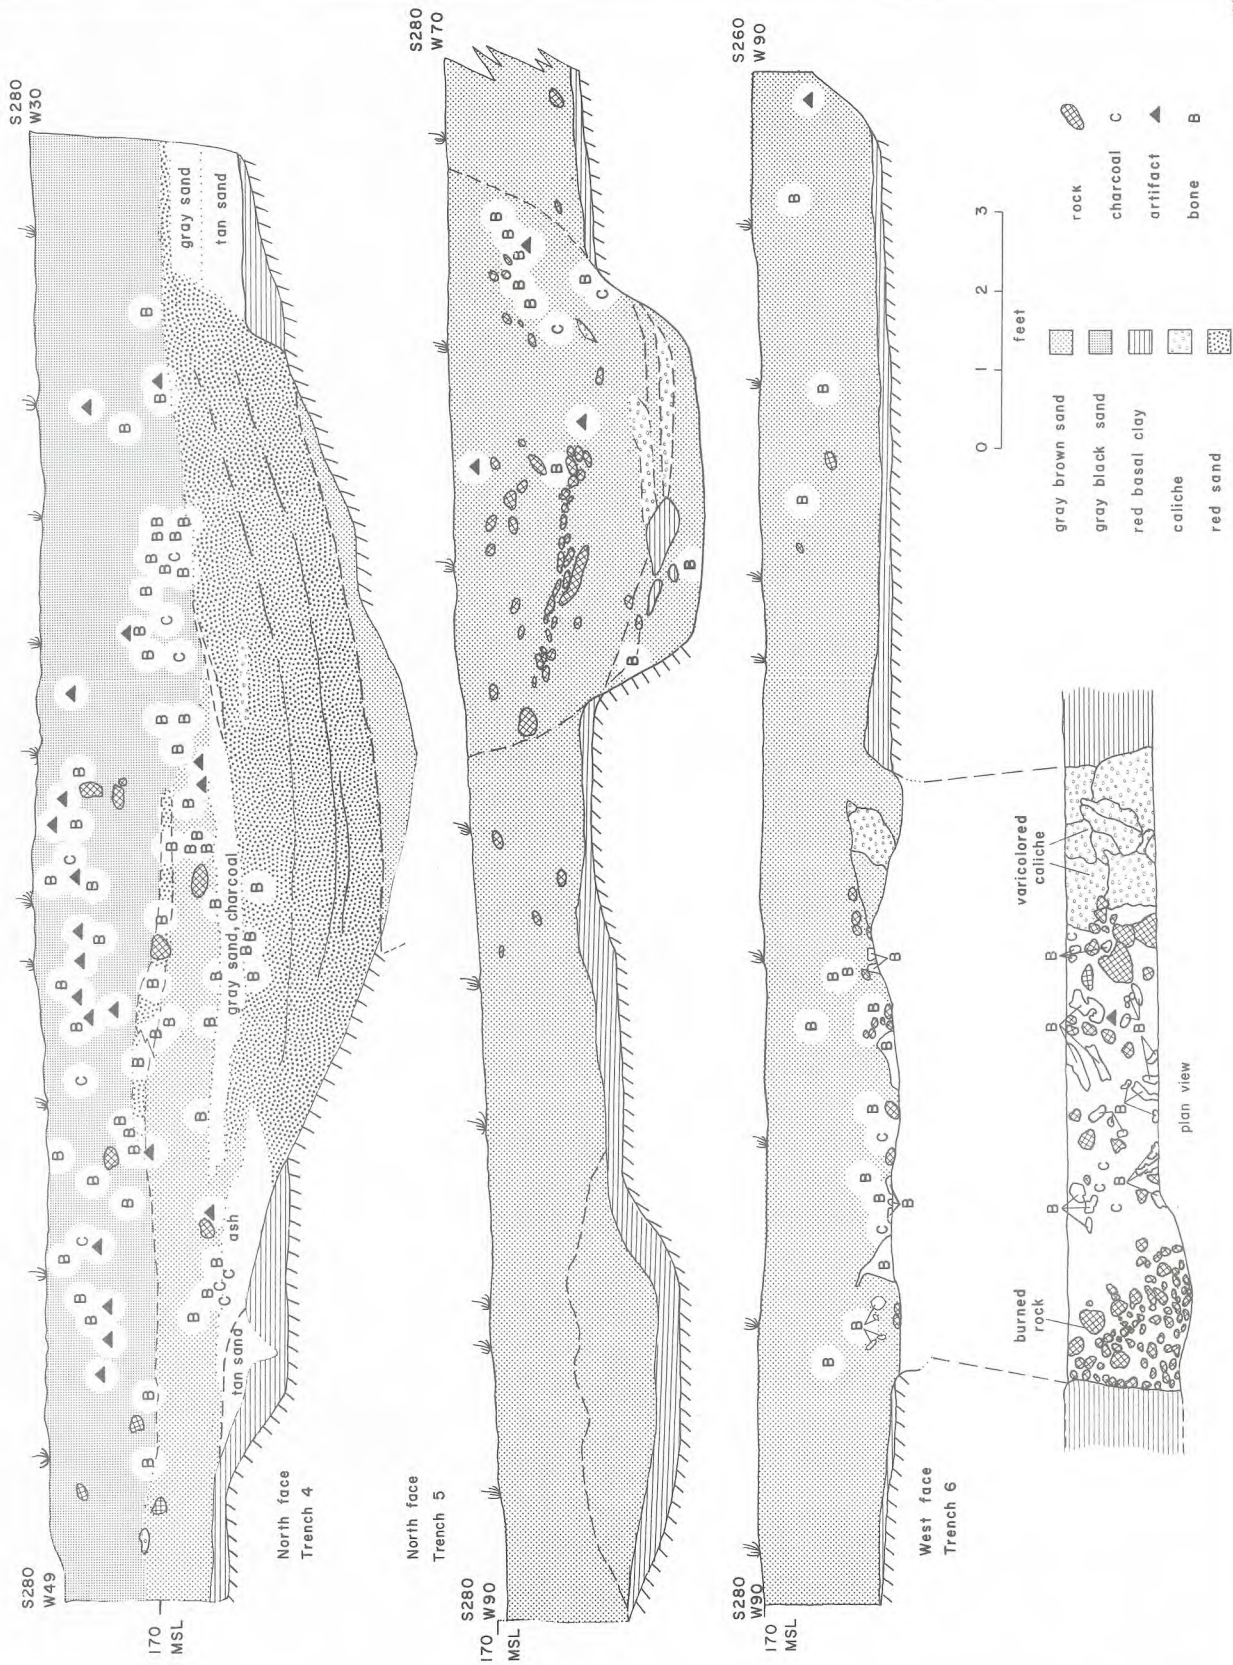 S280
W49
S280
W30
170
MSL
gray sand
tan sand
gray sand, charcoal
ash
tan sand
North face
Trench 4
S280
W90
S280
W70
170
MSL
North face
Trench 5
S280
W90
S260
W90
170
MSL
West face
Trench 6
burned
rock
varicolored
caliche
plan view
0 1 2 3
feet
gray brown sand
gray black sand
red basal clay
caliche
red sand
rock
charcoal C
artifact
bone B